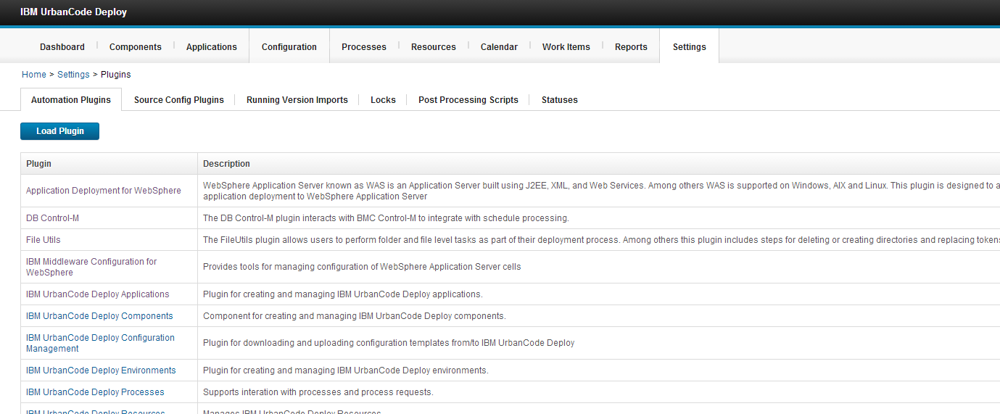 IBM UrbanCode Deploy
Dashboard Components Applications Configuration Processes Resources Calendar Work Items Reports Settings
Home > Settings > Plugins
Automation Plugins Source Config Plugins Running Version Imports Locks Post Processing Scripts Statuses
Load Plugin
Plugin Description
Application Deployment for WebSphere
WebSphere Application Server known as WAS is an Application Server built using J2EE, XML, and Web Services. Among others WAS is supported on Windows, AIX and Linux. This plugin is designed to a
application deployment to WebSphere Application Server
DB Control-M
The DB Control-M plugin interacts with BMC Control-M to integrate with schedule processing.
File Utils
The FileUtils plugin allows users to perform folder and file level tasks as part of their deployment process. Among others this plugin includes steps for deleting or creating directories and replacing tokens
IBM Middleware Configuration for
WebSphere
Provides tools for managing configuration of WebSphere Application Server cells
IBM UrbanCode Deploy Applications
Plugin for creating and managing IBM UrbanCode Deploy applications.
IBM UrbanCode Deploy Components
Component for creating and managing IBM UrbanCode Deploy components.
IBM UrbanCode Deploy Configuration
Management
Plugin for downloading and uploading configuration templates from/to IBM UrbanCode Deploy
IBM UrbanCode Deploy Environments
Plugin for creating and managing IBM UrbanCode Deploy environments.
IBM UrbanCode Deploy Processes
Supports interation with processes and process requests.
IBM UrbanCode Deploy Resources
Manages IBM UrbanCode Deploy Resources